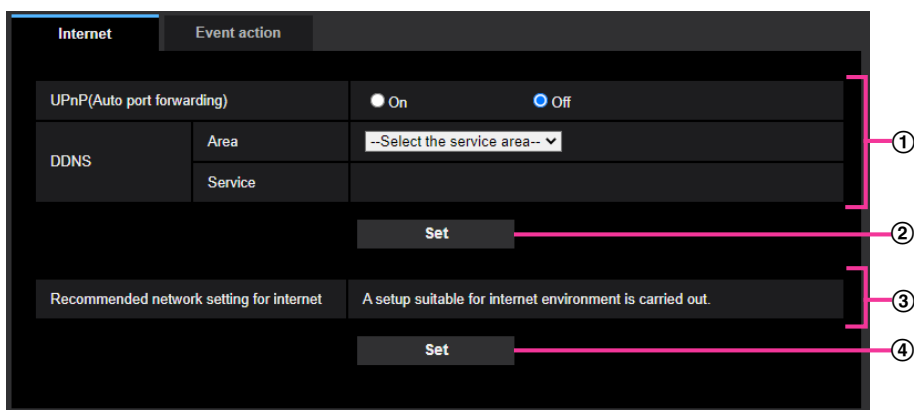 Internet Event action
UPnP(Auto port forwarding) On Off
DDNS Area --Select the service area--
Service
①
Set ②
Recommended network setting for internet A setup suitable for internet environment is carried out. ③
Set ④